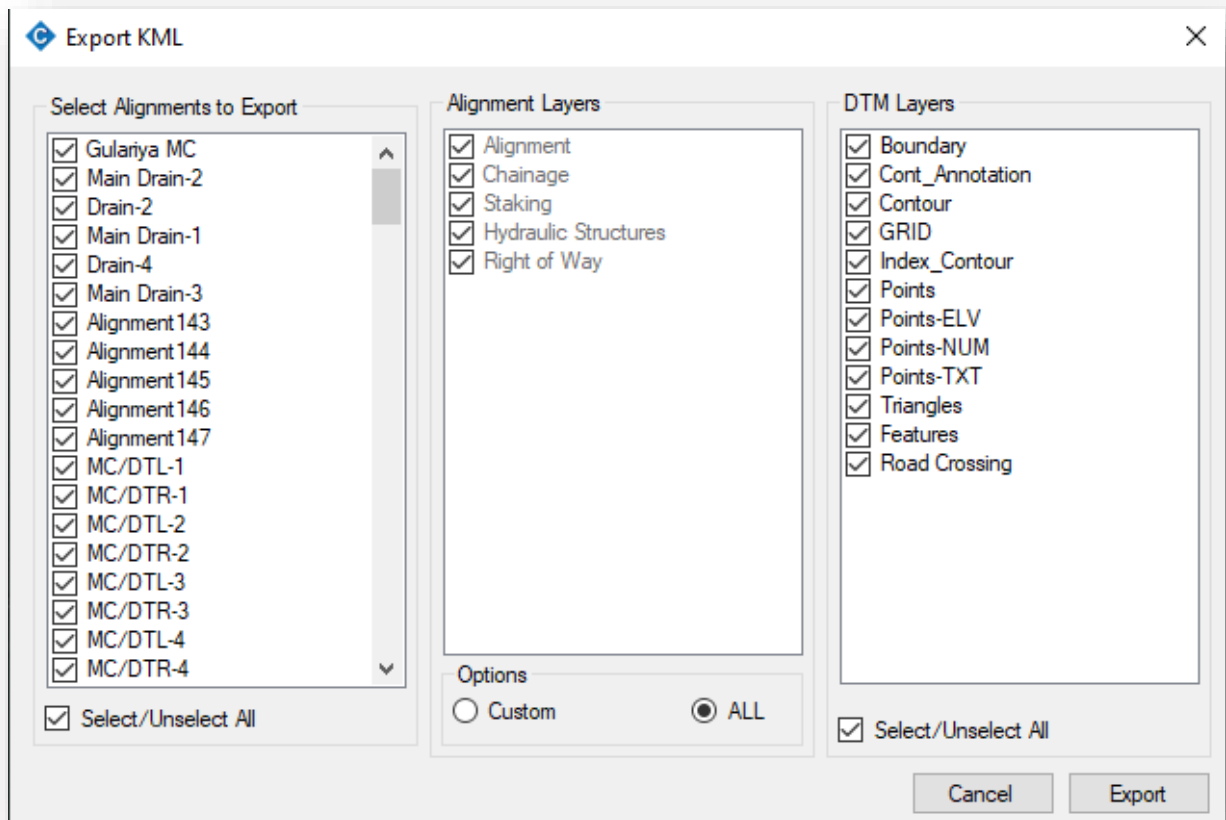 Export KML
Select Alignments to Export
Gulariya MC
Main Drain-2
Drain-2
Main Drain-1
Drain-4
Main Drain-3
Alignment143
Alignment144
Alignment145
Alignment146
Alignment147
MC/DTL-1
MC/DTR-1
MC/DTL-2
MC/DTR-2
MC/DTL-3
MC/DTR-3
MC/DTL-4
MC/DTR-4
Select/Unselect All
Alignment Layers
Alignment
Chainage
Staking
Hydraulic Structures
Right of Way
Options
Custom
ALL
DTM Layers
Boundary
Cont_Annotation
Contour
GRID
Index_Contour
Points
Points-ELV
Points-NUM
Points-TXT
Triangles
Features
Road Crossing
Select/Unselect All
Cancel
Export